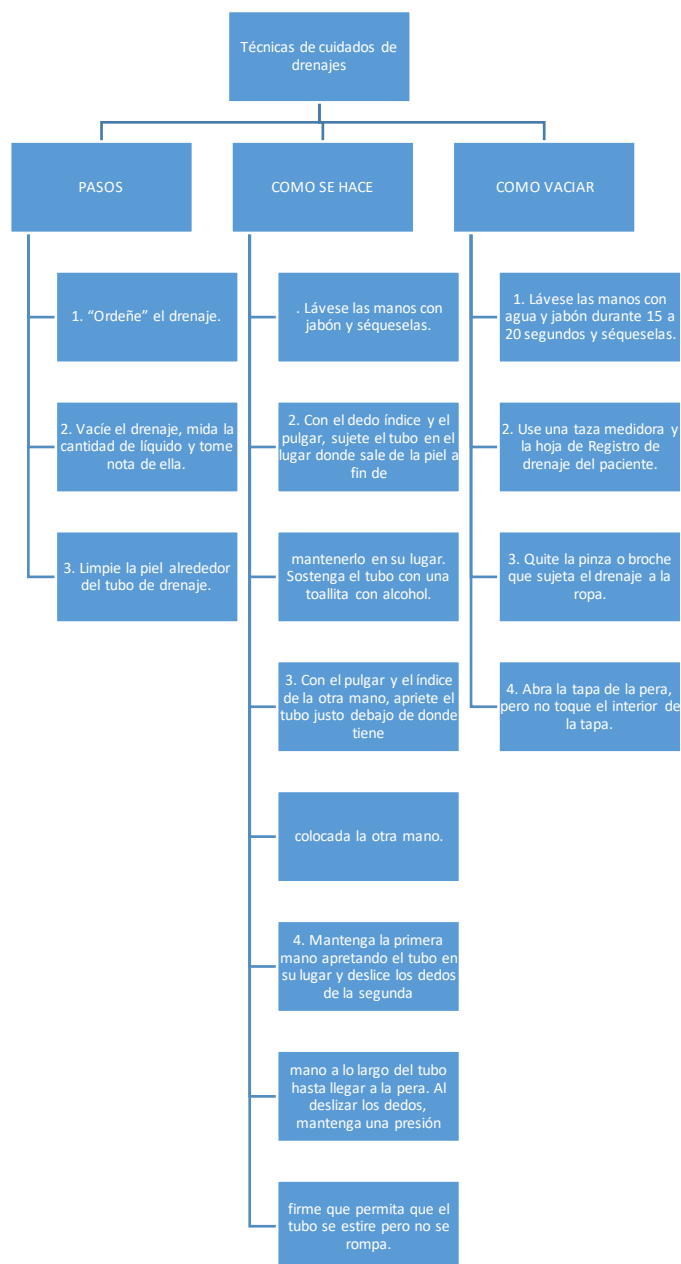 Técnicas de cuidados de
drenajes
PASOS
1. “Ordeñe” el drenaje.
2. Vacíe el drenaje, mida la
cantidad de líquido y tome
nota de ella.
3. Limpie la piel alrededor
del tubo de drenaje.
COMO SE HACE
. Lávese las manos con
jabón y séqueselas.
2. Con el dedo índice y el
pulgar, sujete el tubo en el
lugar donde sale de la piel a
fin de
mantenerlo en su lugar.
Sostenga el tubo con una
toallita con alcohol.
3. Con el pulgar y el índice
de la otra mano, apriete el
tubo justo debajo de donde
tiene
colocada la otra mano.
4. Mantenga la primera
mano apretando el tubo en
su lugar y deslice los dedos
de la segunda
mano a lo largo del tubo
hasta llegar a la pera. Al
deslizar los dedos,
mantenga una presión
firme que permita que el
tubo se estire pero no se
rompa.
COMO VACIAR
1. Lávese las manos con
agua y jabón durante 15 a
20 segundos y séqueselas.
2. Use una taza medidora y
la hoja de Registro de
drenaje del paciente.
3. Quite la pinza o broche
que sujeta el drenaje a la
ropa.
4. Abra la tapa de la pera,
pero no toque el interior de
la tapa.